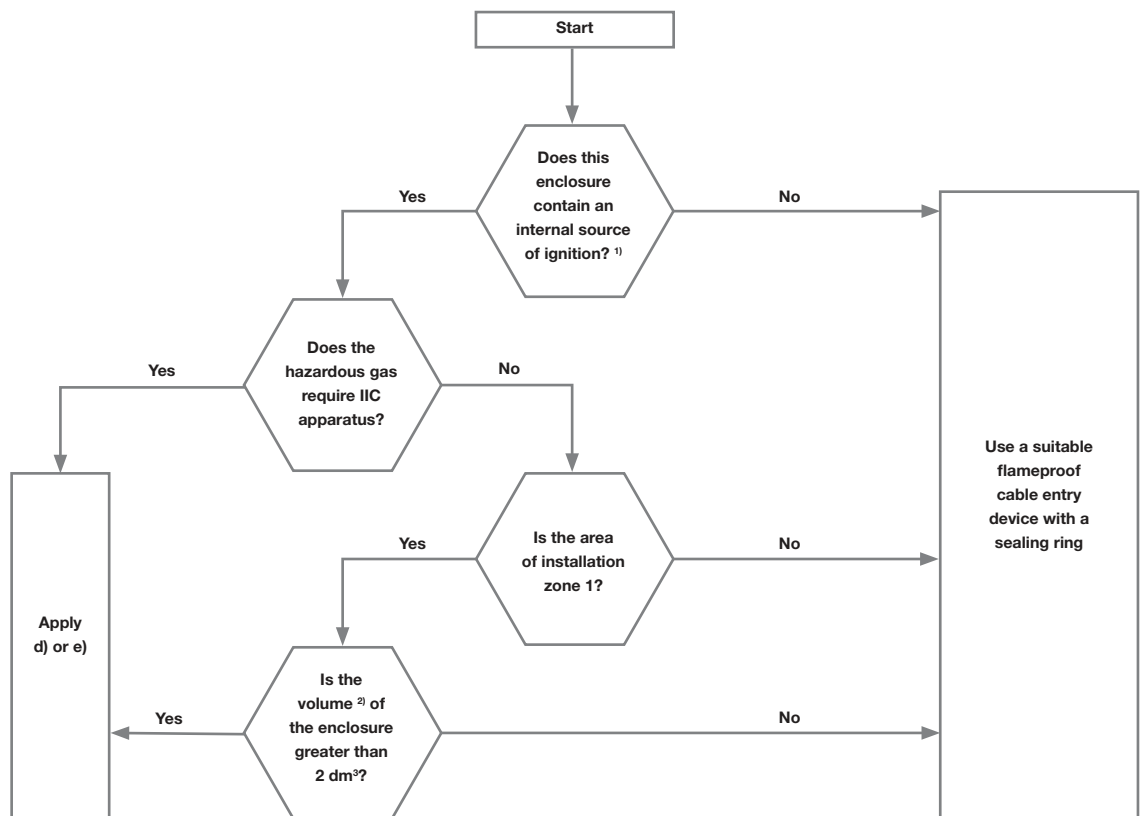 Start
Does this
enclosure
contain an
internal source
of ignition? ¹⁾
Yes
No
Does the
hazardous gas
require IIC
apparatus?
Yes
No
Use a suitable
flameproof
cable entry
device with a
sealing ring
Is the area
of installation
zone 1?
Yes
No
Apply
d) or e)
Is the
volume ²⁾ of
the enclosure
greater than
2 dm³?
Yes
No